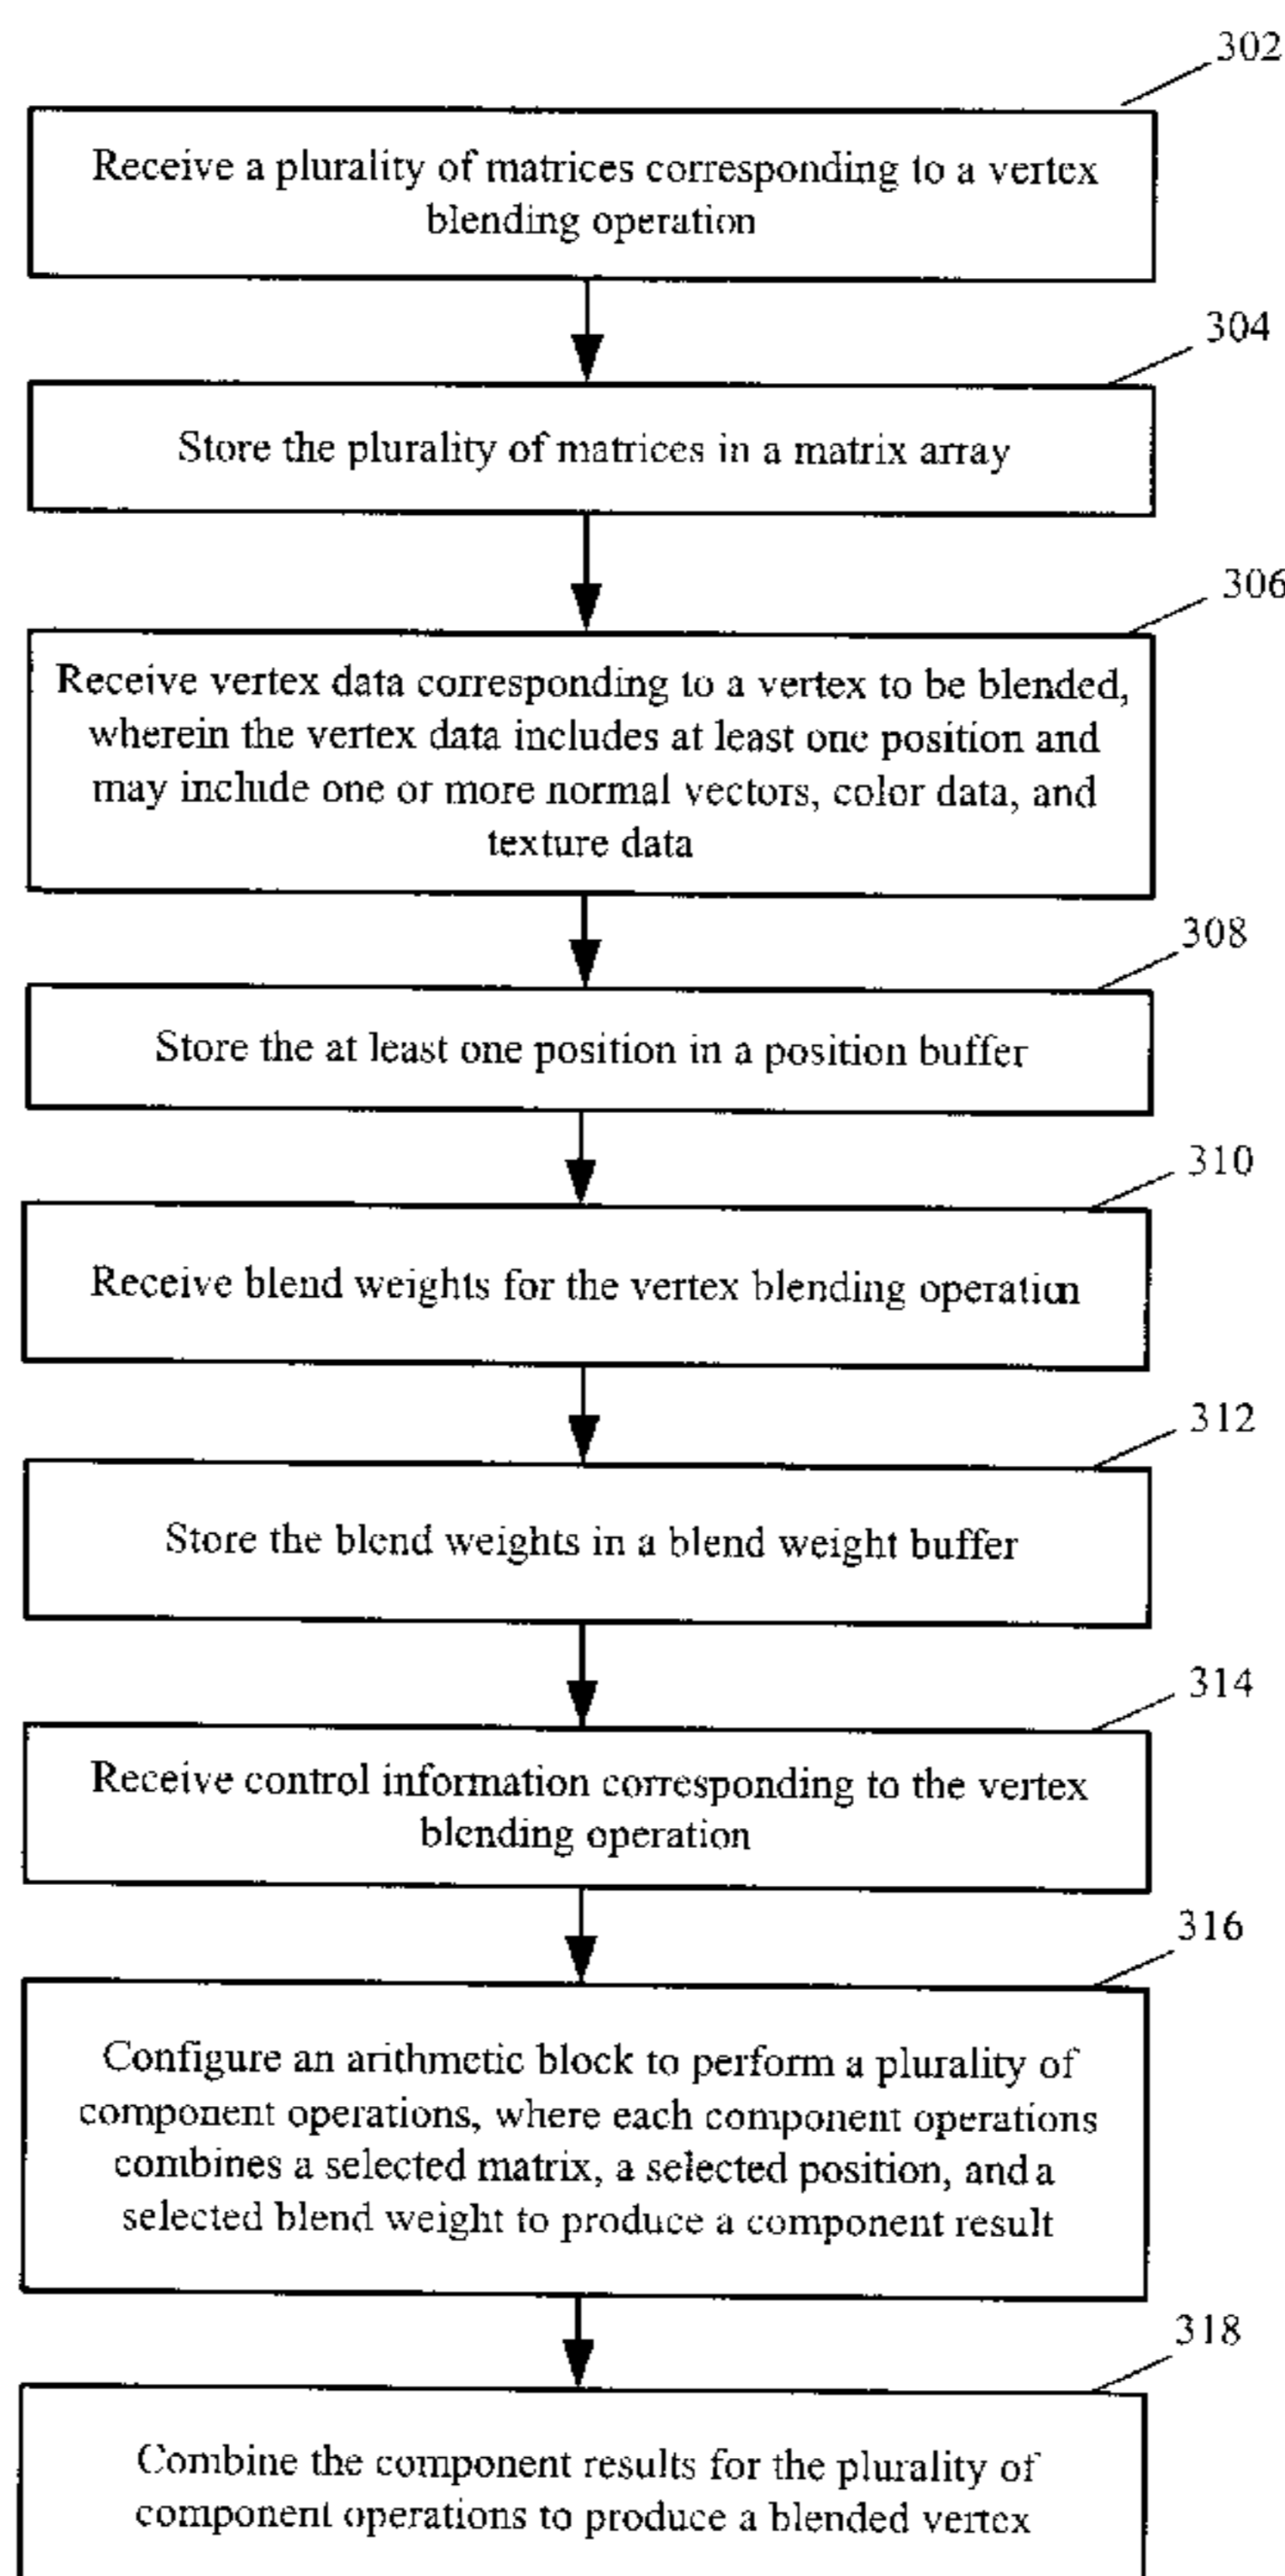 302
Receive a plurality of matrices corresponding to a vertex
blending operation
304
Store the plurality of matrices in a matrix array
306
Receive vertex data corresponding to a vertex to be blended,
wherein the vertex data includes at least one position and
may include one or more normal vectors, color data, and
texture data
308
Store the at least one position in a position buffer
310
Receive blend weights for the vertex blending operation
312
Store the blend weights in a blend weight buffer
314
Receive control information corresponding to the vertex
blending operation
316
Configure an arithmetic block to perform a plurality of
component operations, where each component operations
combines a selected matrix, a selected position, and a
selected blend weight to produce a component result
318
Combine the component results for the plurality of
component operations to produce a blended vertex